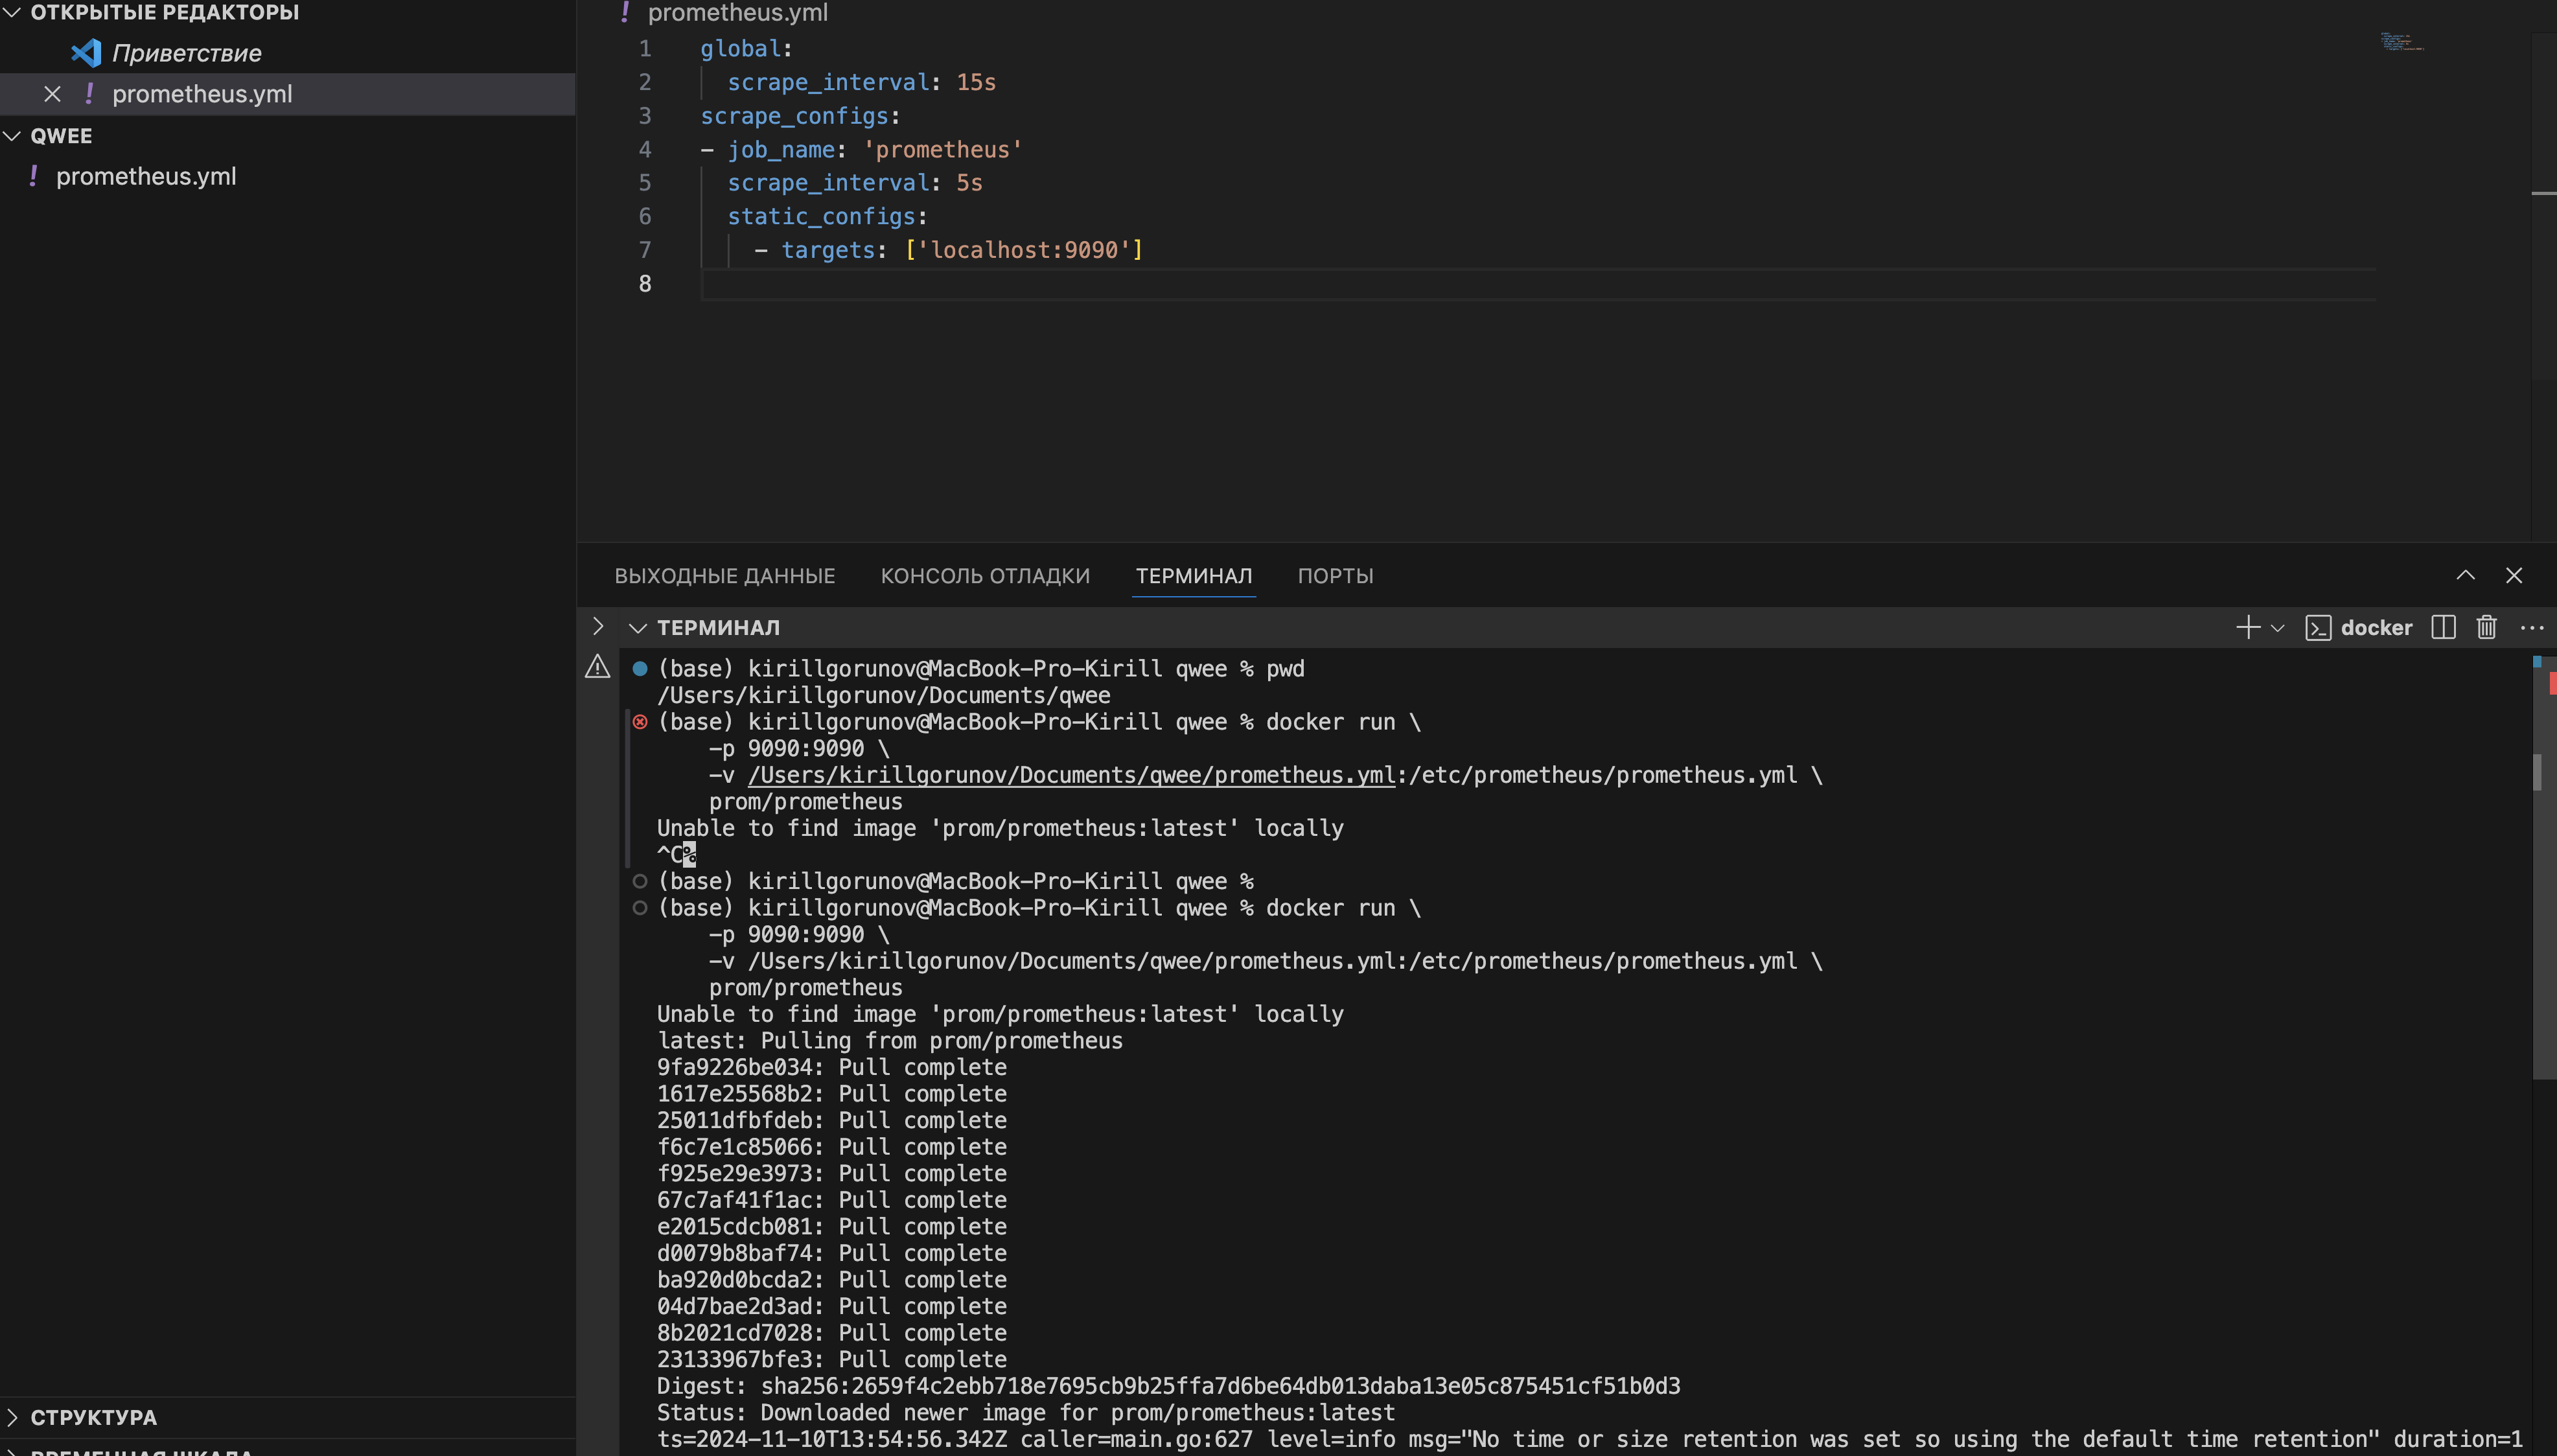 ОТКРЫТЫЕ РЕДАКТОРЫ
Приветствие
prometheus.yml
QWEE
prometheus.yml
СТРУКТУРА
ВРЕМЕННАЯ ШКАЛА
prometheus.yml
1 global:
2 scrape_interval: 15s
3 scrape_configs:
4 - job_name: 'prometheus'
5 scrape_interval: 5s
6 static_configs:
7 - targets: ['localhost:9090']
8
ВЫХОДНЫЕ ДАННЫЕ КОНСОЛЬ ОТЛАДКИ ТЕРМИНАЛ ПОРТЫ
ТЕРМИНАЛ docker
(base) kirillgorunov@MacBook-Pro-Kirill qwee % pwd
/Users/kirillgorunov/Documents/qwee
(base) kirillgorunov@MacBook-Pro-Kirill qwee % docker run \
-p 9090:9090 \
-v /Users/kirillgorunov/Documents/qwee/prometheus.yml:/etc/prometheus/prometheus.yml \
prom/prometheus
Unable to find image 'prom/prometheus:latest' locally
^C%
(base) kirillgorunov@MacBook-Pro-Kirill qwee %
(base) kirillgorunov@MacBook-Pro-Kirill qwee % docker run \
-p 9090:9090 \
-v /Users/kirillgorunov/Documents/qwee/prometheus.yml:/etc/prometheus/prometheus.yml \
prom/prometheus
Unable to find image 'prom/prometheus:latest' locally
latest: Pulling from prom/prometheus
9fa9226be034: Pull complete
1617e25568b2: Pull complete
25011dfbfdeb: Pull complete
f6c7e1c85066: Pull complete
f925e29e3973: Pull complete
67c7af41f1ac: Pull complete
e2015cdcb081: Pull complete
d0079b8baf74: Pull complete
ba920d0bcda2: Pull complete
04d7bae2d3ad: Pull complete
8b2021cd7028: Pull complete
23133967bfe3: Pull complete
Digest: sha256:2659f4c2ebb718e7695cb9b25ffa7d6be64db013daba13e05c875451cf51b0d3
Status: Downloaded newer image for prom/prometheus:latest
ts=2024-11-10T13:54:56.342Z caller=main.go:627 level=info msg="No time or size retention was set so using the default time retention" duration=1